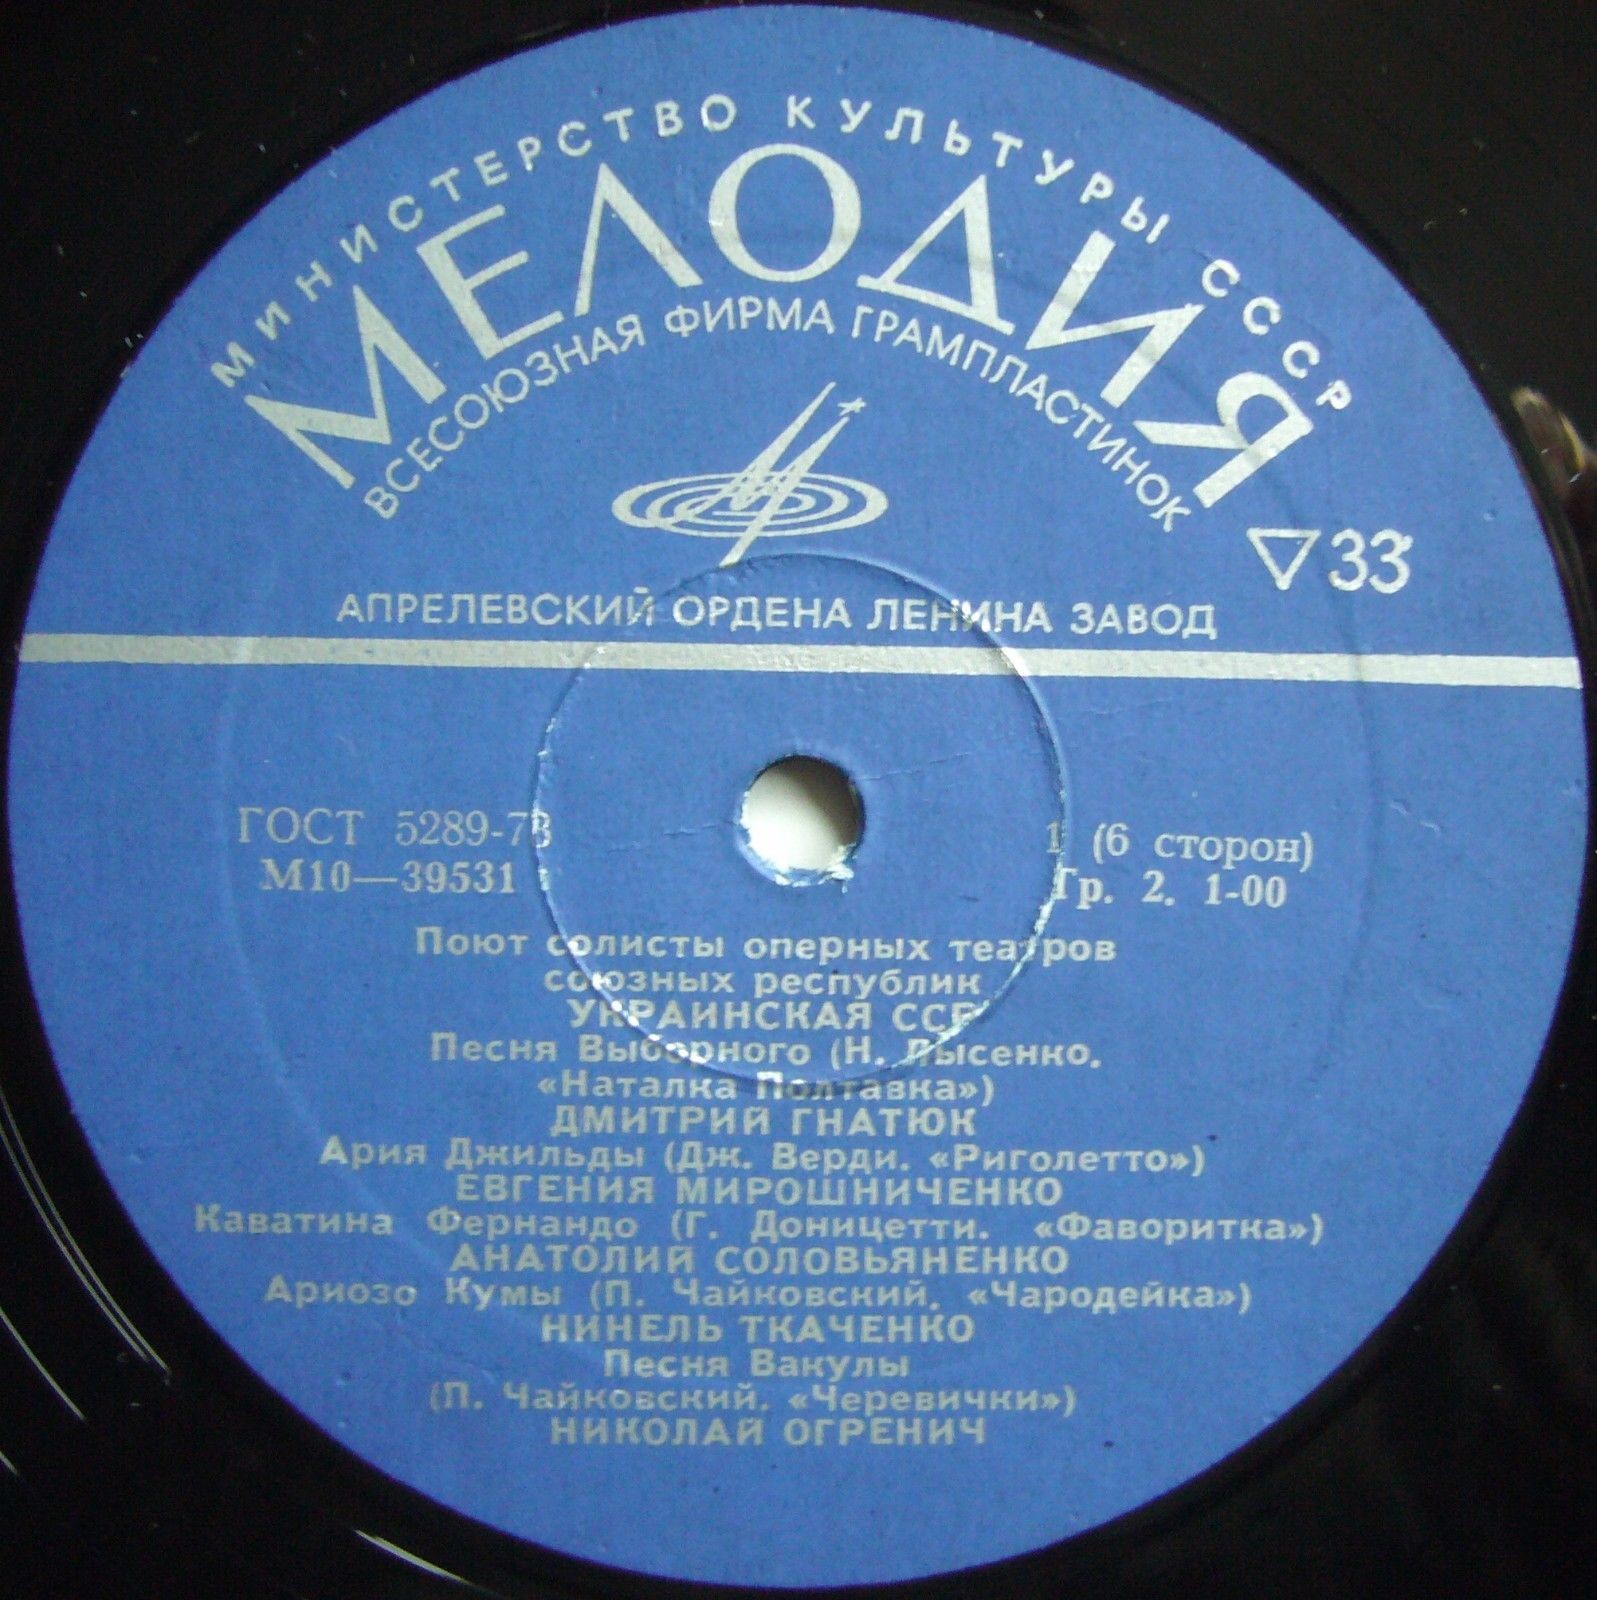 МИНИСТЕРСТВО КУЛЬТУРЫ СССР
МЕЛОДИЯ
ВСЕСОЮЗНАЯ ФИРМА ГРАМПЛАСТИНОК
33
АПРЕЛЕВСКИЙ ОРДЕНА ЛЕНИНА ЗАВОД
ГОСТ 5289-73
1 (6 сторон)
М10—39531
Гр. 2. 1-00
Поют солисты оперных театров
союзных республик
УКРАИНСКАЯ ССР
Песня Выборного (Н. Лысенко.
«Наталка Полтавка»)
ДМИТРИЙ ГНАТЮК
Ария Джильды (Дж. Верди. «Риголетто»)
ЕВГЕНИЯ МИРОШНИЧЕНКО
Каватина Фернандо (Г. Доницетти. «Фаворитка»)
АНАТОЛИЙ СОЛОВЬЯНЕНКО
Ариозо Кумы (П. Чайковский. «Чародейка»)
НИНЕЛЬ ТКАЧЕНКО
Песня Вакулы
(П. Чайковский. «Черевички»)
НИКОЛАЙ ОГРЕНИЧ